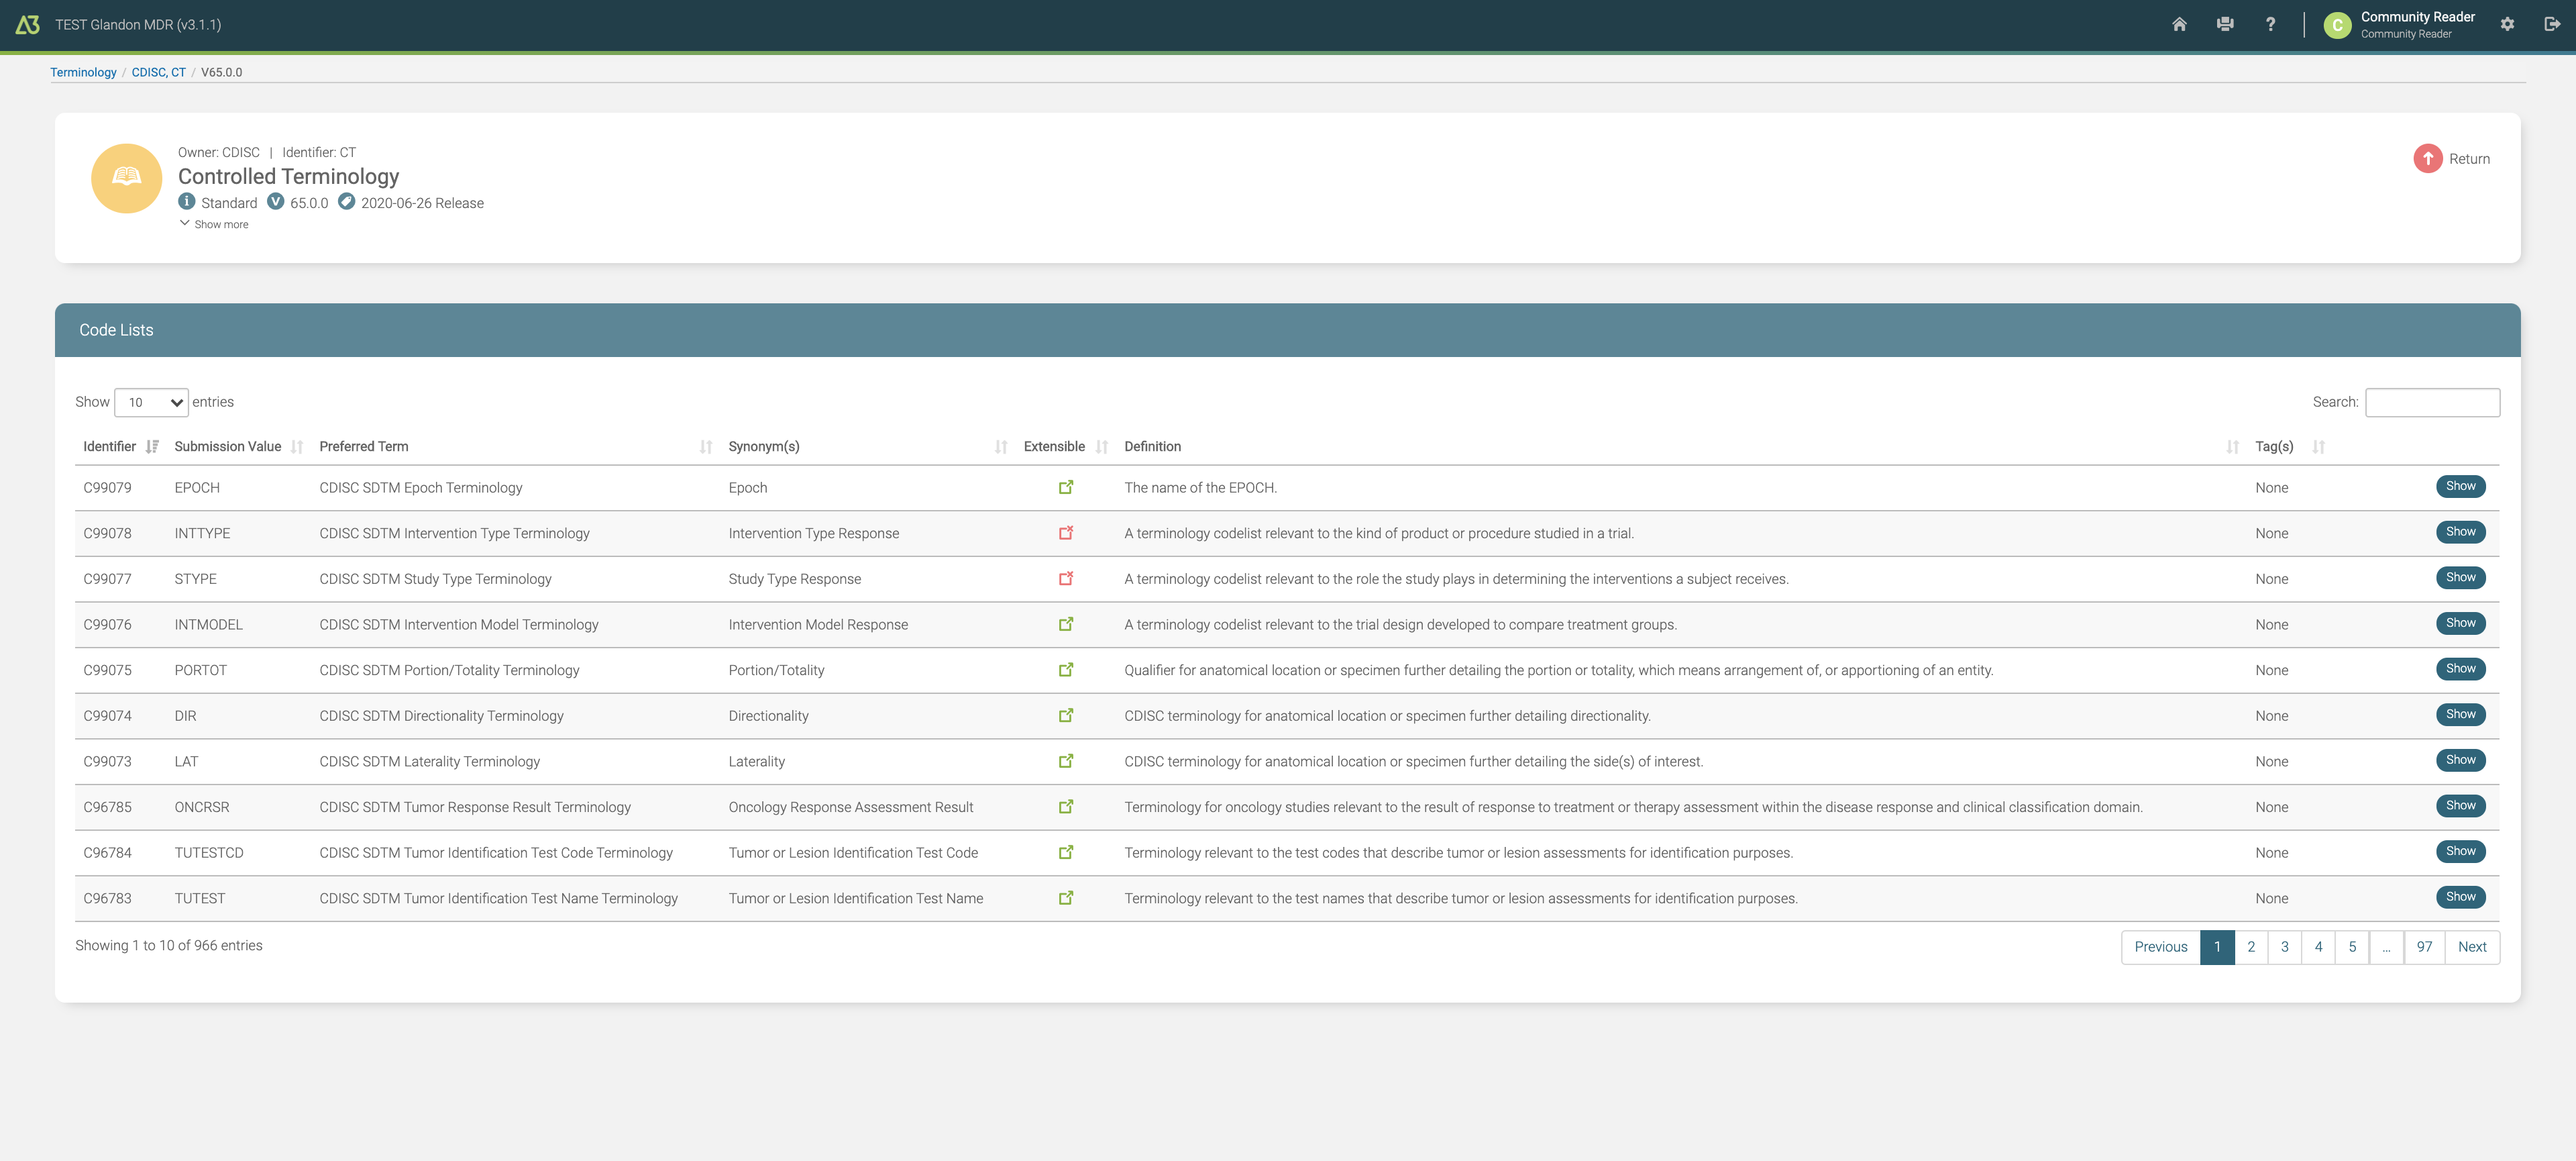 A3 TEST Glandon MDR (v3.1.1) ? C Community Reader
Community Reader
Terminology / CDISC, CT / V65.0.0
Owner: CDISC | Identifier: CT
Controlled Terminology
i Standard V 65.0.0 2020-06-26 Release
Show more
Return
Code Lists
Show 10 entries Search:
Identifier Submission Value Preferred Term Synonym(s) Extensible Definition Tag(s)
C99079 EPOCH CDISC SDTM Epoch Terminology Epoch The name of the EPOCH. None Show
C99078 INTTYPE CDISC SDTM Intervention Type Terminology Intervention Type Response A terminology codelist relevant to the kind of product or procedure studied in a trial. None Show
C99077 STYPE CDISC SDTM Study Type Terminology Study Type Response A terminology codelist relevant to the role the study plays in determining the interventions a subject receives. None Show
C99076 INTMODEL CDISC SDTM Intervention Model Terminology Intervention Model Response A terminology codelist relevant to the trial design developed to compare treatment groups. None Show
C99075 PORTOT CDISC SDTM Portion/Totality Terminology Portion/Totality Qualifier for anatomical location or specimen further detailing the portion or totality, which means arrangement of, or apportioning of an entity. None Show
C99074 DIR CDISC SDTM Directionality Terminology Directionality CDISC terminology for anatomical location or specimen further detailing directionality. None Show
C99073 LAT CDISC SDTM Laterality Terminology Laterality CDISC terminology for anatomical location or specimen further detailing the side(s) of interest. None Show
C96785 ONCRSR CDISC SDTM Tumor Response Result Terminology Oncology Response Assessment Result Terminology for oncology studies relevant to the result of response to treatment or therapy assessment within the disease response and clinical classification domain. None Show
C96784 TUTESTCD CDISC SDTM Tumor Identification Test Code Terminology Tumor or Lesion Identification Test Code Terminology relevant to the test codes that describe tumor or lesion assessments for identification purposes. None Show
C96783 TUTEST CDISC SDTM Tumor Identification Test Name Terminology Tumor or Lesion Identification Test Name Terminology relevant to the test names that describe tumor or lesion assessments for identification purposes. None Show
Showing 1 to 10 of 966 entries Previous 1 2 3 4 5 ... 97 Next